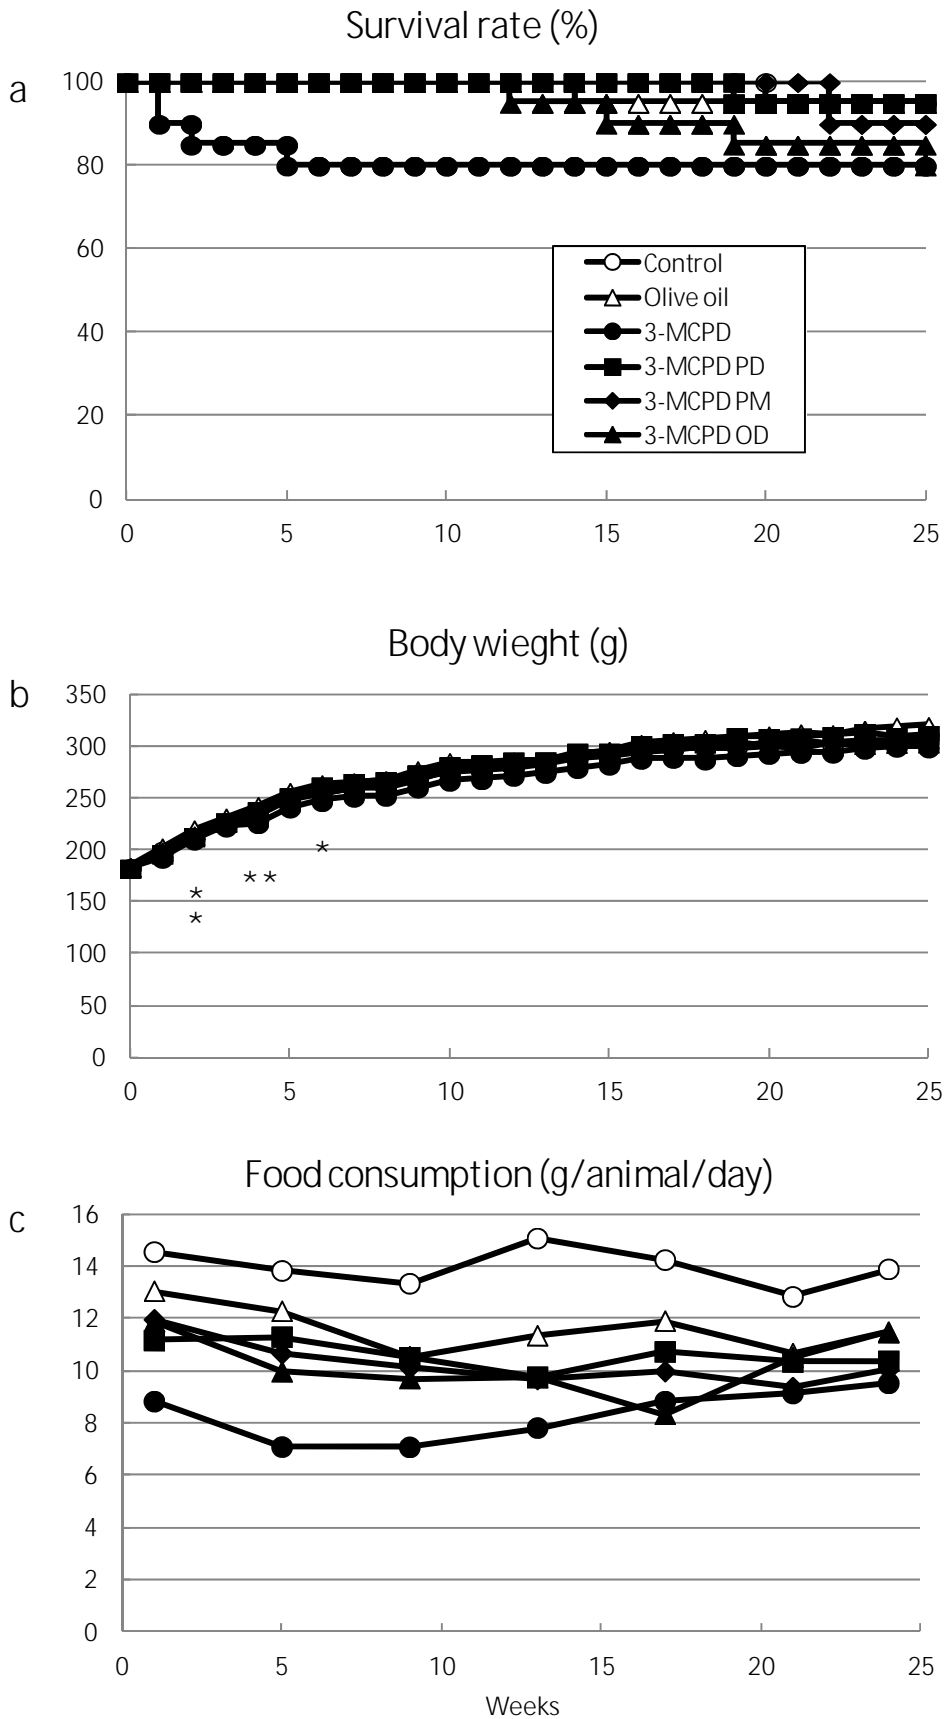 Survival rate (%)
a
100
80
60
40
20
0
0 5 10 15 20 25
Control
Olive oil
3-MCPD
3-MCPD PD
3-MCPD PM
3-MCPD OD
Body wieght (g)
b
350
300
250
200
150
100
50
0
* * *
*
*
0 5 10 15 20 25
Food consumption (g/animal/day)
c
16
14
12
10
8
6
4
2
0
0 5 10 15 20 25
Weeks